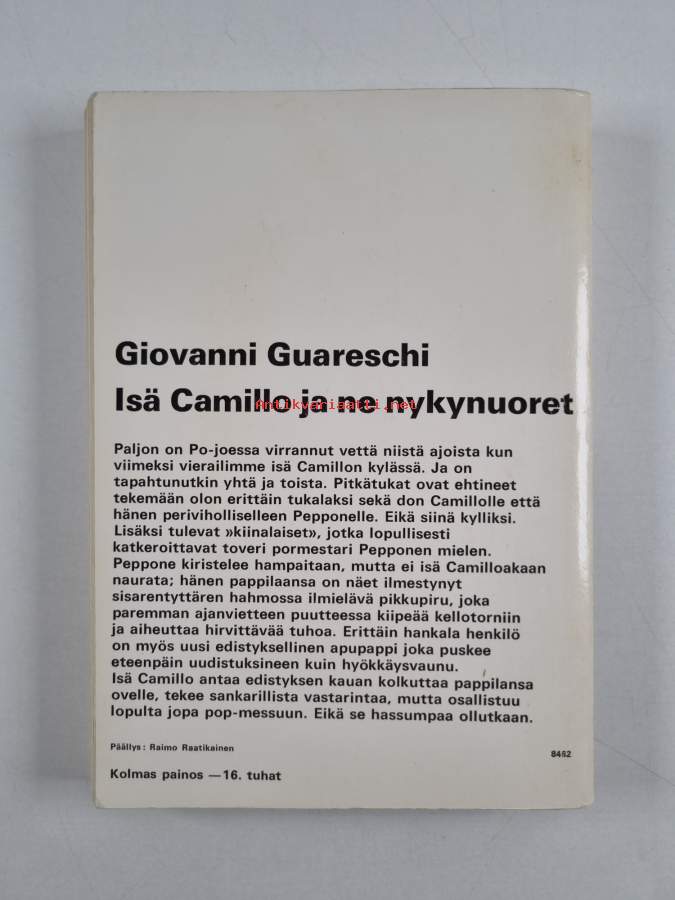 Giovanni Guareschi
Isä Camillo ja ne nykynuoret
Antikvariaatti.net
Paljon on Po-joessa virrannut vettä niistä ajoista kun
viimeksi vierailimme isä Camillon kylässä. Ja on
tapahtunutkin yhtä ja toista. Pitkätukat ovat ehtineet
tekemään olon erittäin tukalaksi sekä don Camillolle että
hänen periviholliselleen Pepponelle. Eikä siinä kylliksi.
Lisäksi tulevat »kiinalaiset», jotka lopullisesti
katkeroittavat toveri pormestari Pepponen mielen.
Peppone kiristelee hampaitaan, mutta ei isä Camilloakaan
naurata; hänen pappilaansa on näet ilmestynyt
sisarentyttären hahmossa ilmielävä pikkupiru, joka
paremman ajanvietteen puutteessa kiipeää kellotorniin
ja aiheuttaa hirvittävää tuhoa. Erittäin hankala henkilö
on myös uusi edistyksellinen apupappi joka puskee
eteenpäin uudistuksineen kuin hyökkäysvaunu.
Isä Camillo antaa edistyksen kauan kolkuttaa pappilansa
ovelle, tekee sankarillista vastarintaa, mutta osallistuu
lopulta jopa pop-messuun. Eikä se hassumpaa ollutkaan.
Päällys: Raimo Raatikainen
8462
Kolmas painos — 16. tuhat